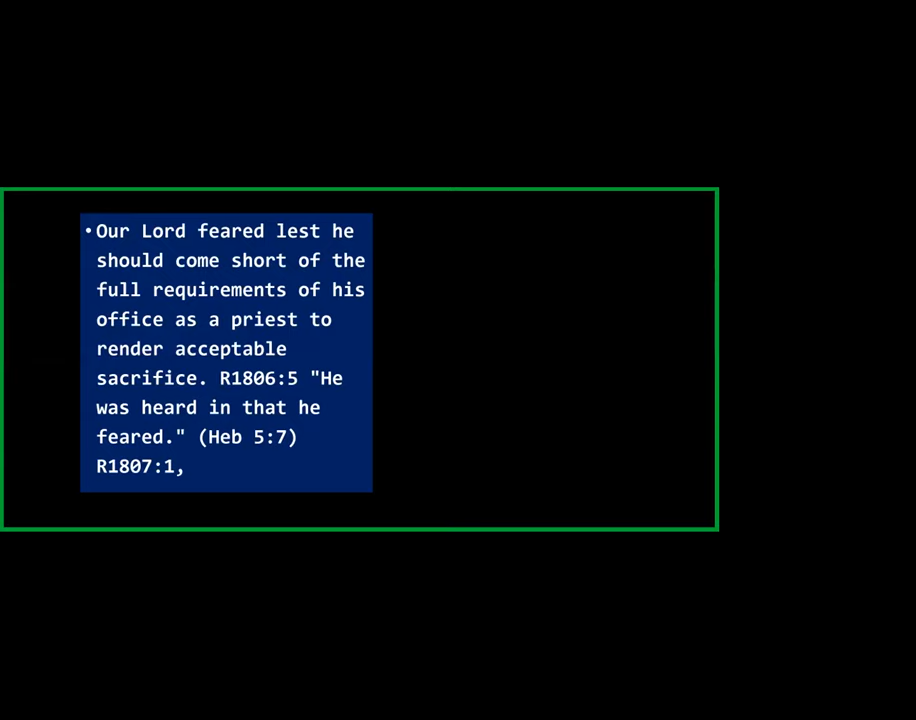 •Our Lord feared lest he
should come short of the
full requirements of his
office as a priest to
render acceptable
sacrifice. R1806:5 "He
was heard in that he
feared." (Heb 5:7)
R1807:1,